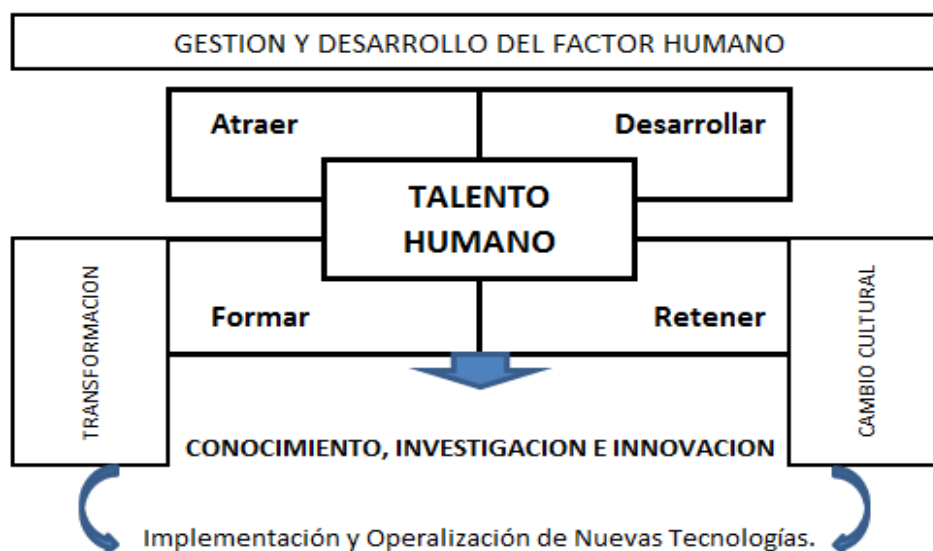 GESTION Y DESARROLLO DEL FACTOR HUMANO
Atraer
Desarrollar
TALENTO
HUMANO
TRANSFORMACION
Formar
Retener
CAMBIO CULTURAL
CONOCIMIENTO, INVESTIGACION E INNOVACION
Implementación y Operalización de Nuevas Tecnologías.